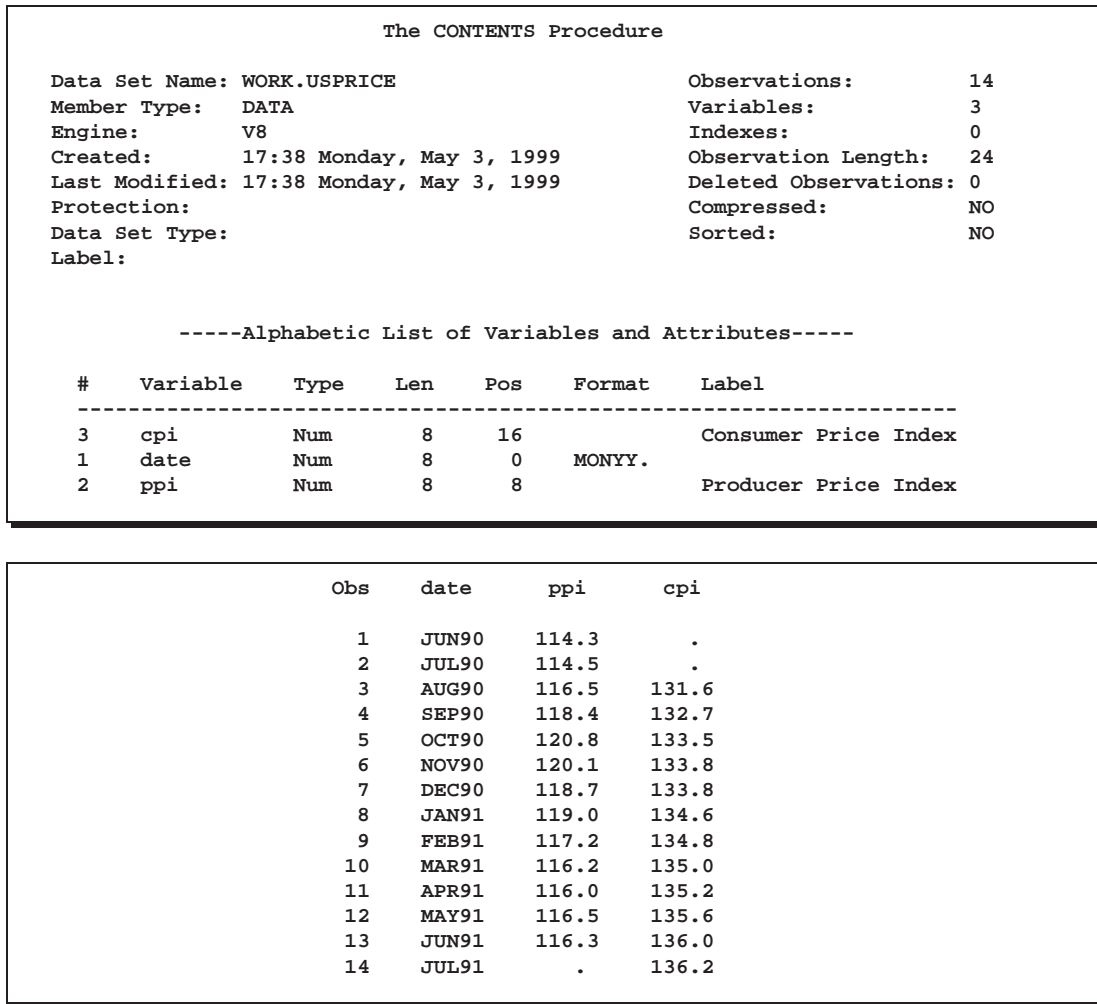 The CONTENTS Procedure
Data Set Name: WORK.USPRICE Observations: 14
Member Type: DATA Variables: 3
Engine: V8 Indexes: 0
Created: 17:38 Monday, May 3, 1999 Observation Length: 24
Last Modified: 17:38 Monday, May 3, 1999 Deleted Observations: 0
Protection: Compressed: NO
Data Set Type: Sorted: NO
Label:
-----Alphabetic List of Variables and Attributes-----
# Variable Type Len Pos Format Label
---------------------------------------------------------------------
3 cpi Num 8 16 Consumer Price Index
1 date Num 8 0 MONYY.
2 ppi Num 8 8 Producer Price Index
Obs date ppi cpi
1 JUN90 114.3 .
2 JUL90 114.5 .
3 AUG90 116.5 131.6
4 SEP90 118.4 132.7
5 OCT90 120.8 133.5
6 NOV90 120.1 133.8
7 DEC90 118.7 133.8
8 JAN91 119.0 134.6
9 FEB91 117.2 134.8
10 MAR91 116.2 135.0
11 APR91 116.0 135.2
12 MAY91 116.5 135.6
13 JUN91 116.3 136.0
14 JUL91 . 136.2